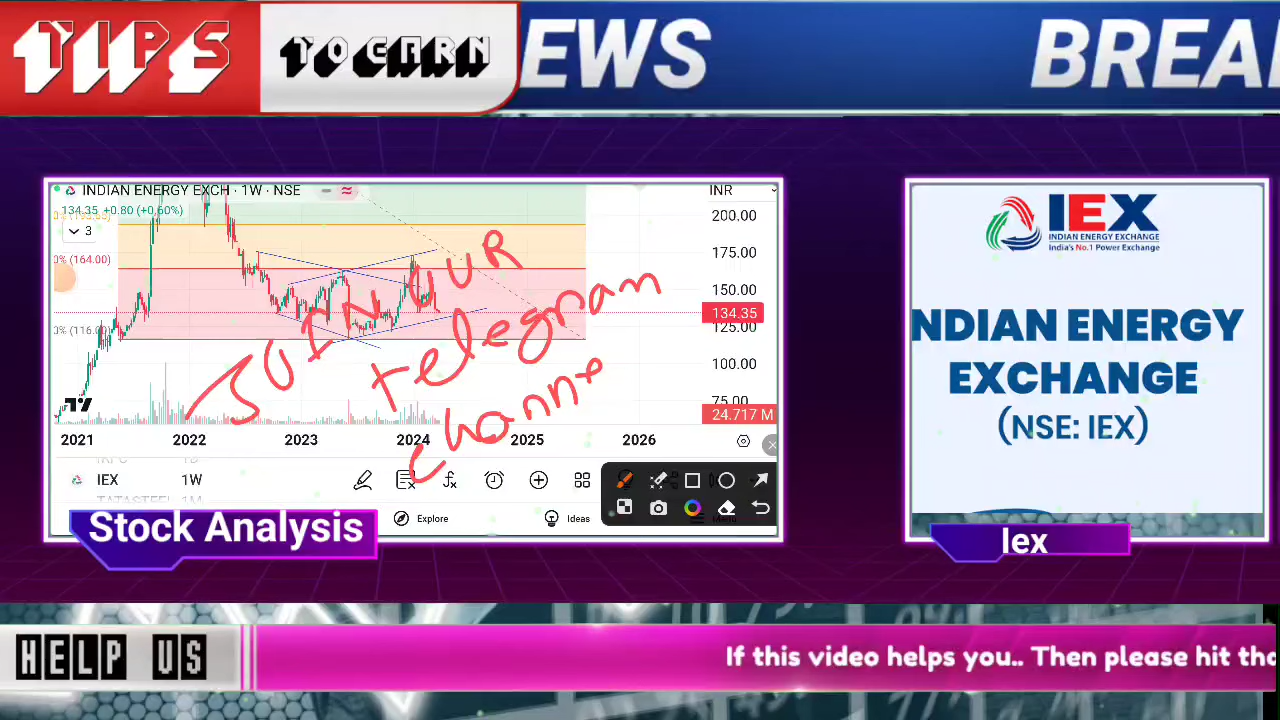 TIPS
TO EARN
EWS
BREA
INDIAN ENERGY EXCH · 1W · NSE
INR
134.35 +0.80 (+0.60%)
3
0% (164.00)
200.00
175.00
150.00
134.35
125.00
100.00
75.00
24.717 M
JOIN OUR
telegram
channe
2021 2022 2023 2024 2025 2026
IEX 1W
Explore
Ideas
Stock Analysis
IEX
INDIAN ENERGY EXCHANGE
India's No.1 Power Exchange
NDIAN ENERGY
EXCHANGE
(NSE: IEX)
Iex
HELP US
If this video helps you.. Then please hit